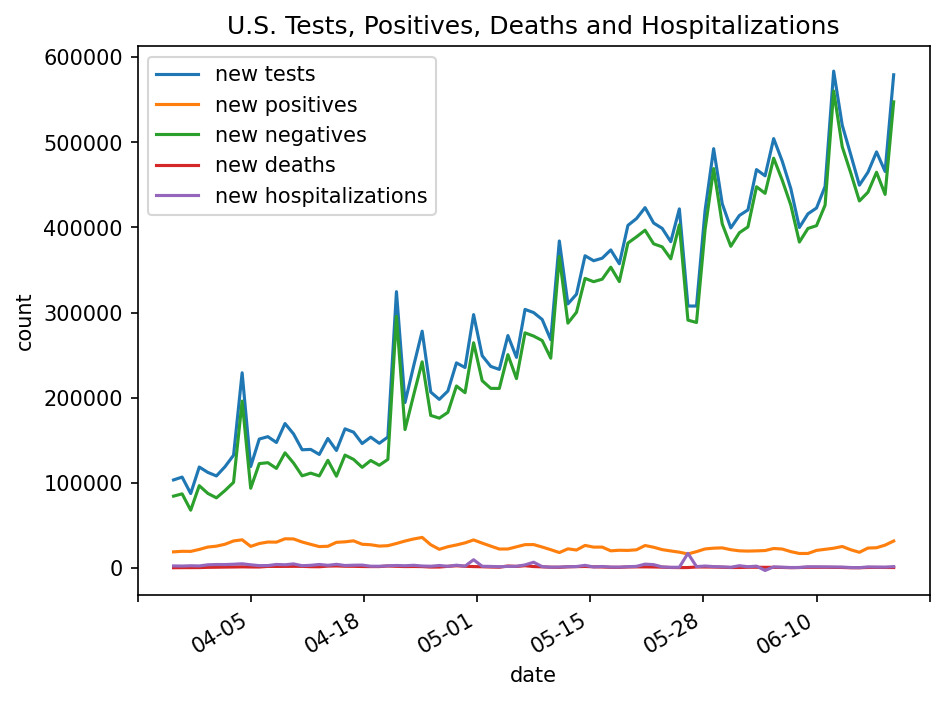 U.S. Tests, Positives, Deaths and Hospitalizations
600000
500000
400000
300000
200000
100000
0
count
new tests
new positives
new negatives
new deaths
new hospitalizations
04-05
04-18
05-01
05-15
05-28
06-10
date